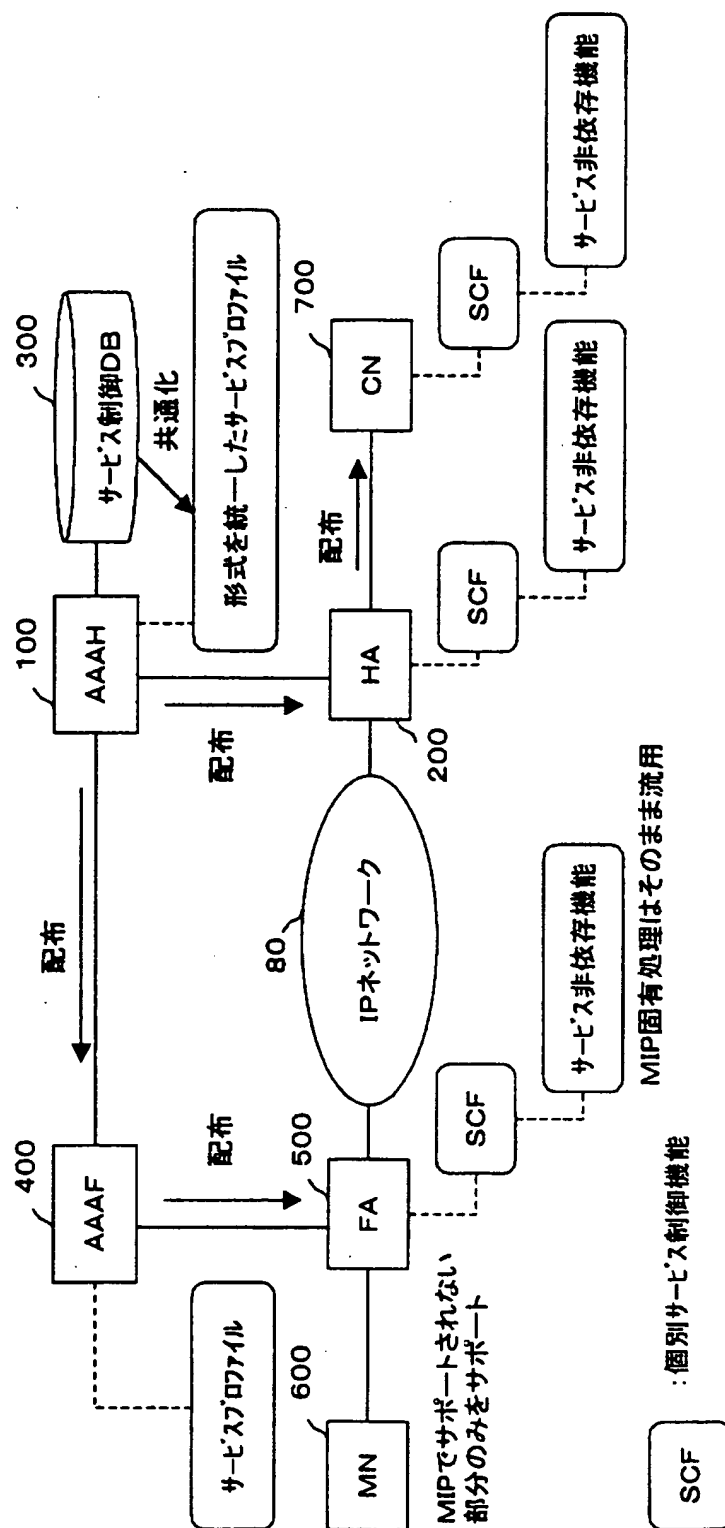 300
サービス制御DB
共通化
形式を統一したサービスプロファイル
100
AAAH
配布
配布
400
AAAF
サービスプロファイル
配布
500
FA
600
MN
80
IPネットワーク
HA
200
配布
700
CN
SCF
サービス非依存機能
SCF
サービス非依存機能
SCF
サービス非依存機能
MIPでサポートされない
部分のみをサポート
MIP固有処理はそのまま流用
SCF
:個別サービス制御機能